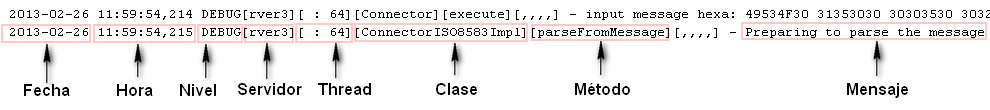 2013-02-26 11:59:54,214 DEBUG[rver3][ : 64][Connector][execute][,,,,] - input message hexa: 49534F30 31353030 30303530 3032
2013-02-26 11:59:54,215 DEBUG[rver3][ : 64][ConnectorISO8583Impl][parseFromMessage][,,,,] - Preparing to parse the message
Fecha Hora Nivel Servidor Thread Clase Método Mensaje